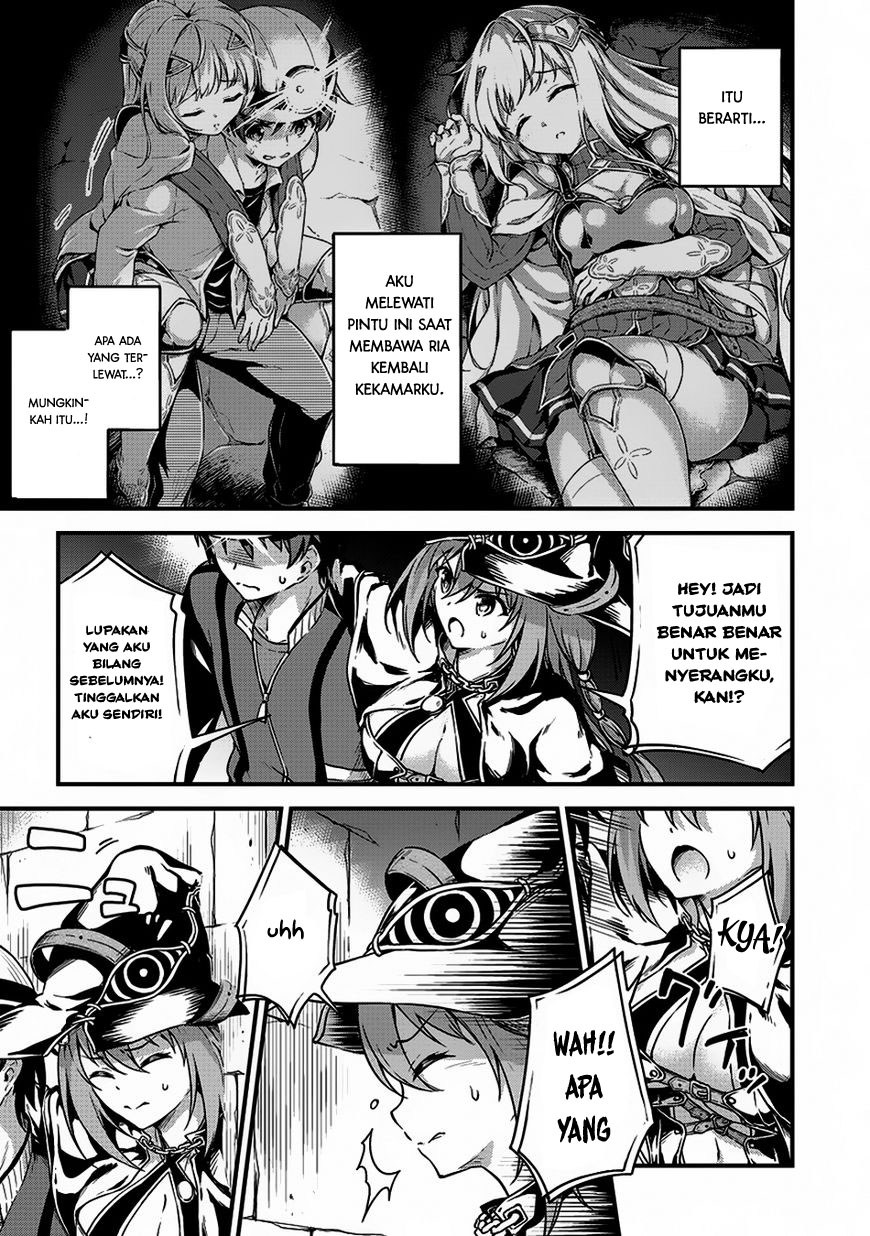 ITU
BERARTI...
AKU
MELEWATI
PINTU INI SAAT
MEMBAWA RIA
KEMBALI
KEKAMARKU.
APA ADA
YANG TER-
LEWAT...?
MUNGKIN-
KAH ITU...!
HEY! JADI
TUJUANMU
BENAR BENAR
UNTUK ME-
NYERANGKU,
KAN!?
LUPAKAN
YANG AKU
BILANG
SEBELUMNYA!
TINGGALKAN
AKU SENDIRI!
KYA!
WAH!!
APA
YANG
uhh